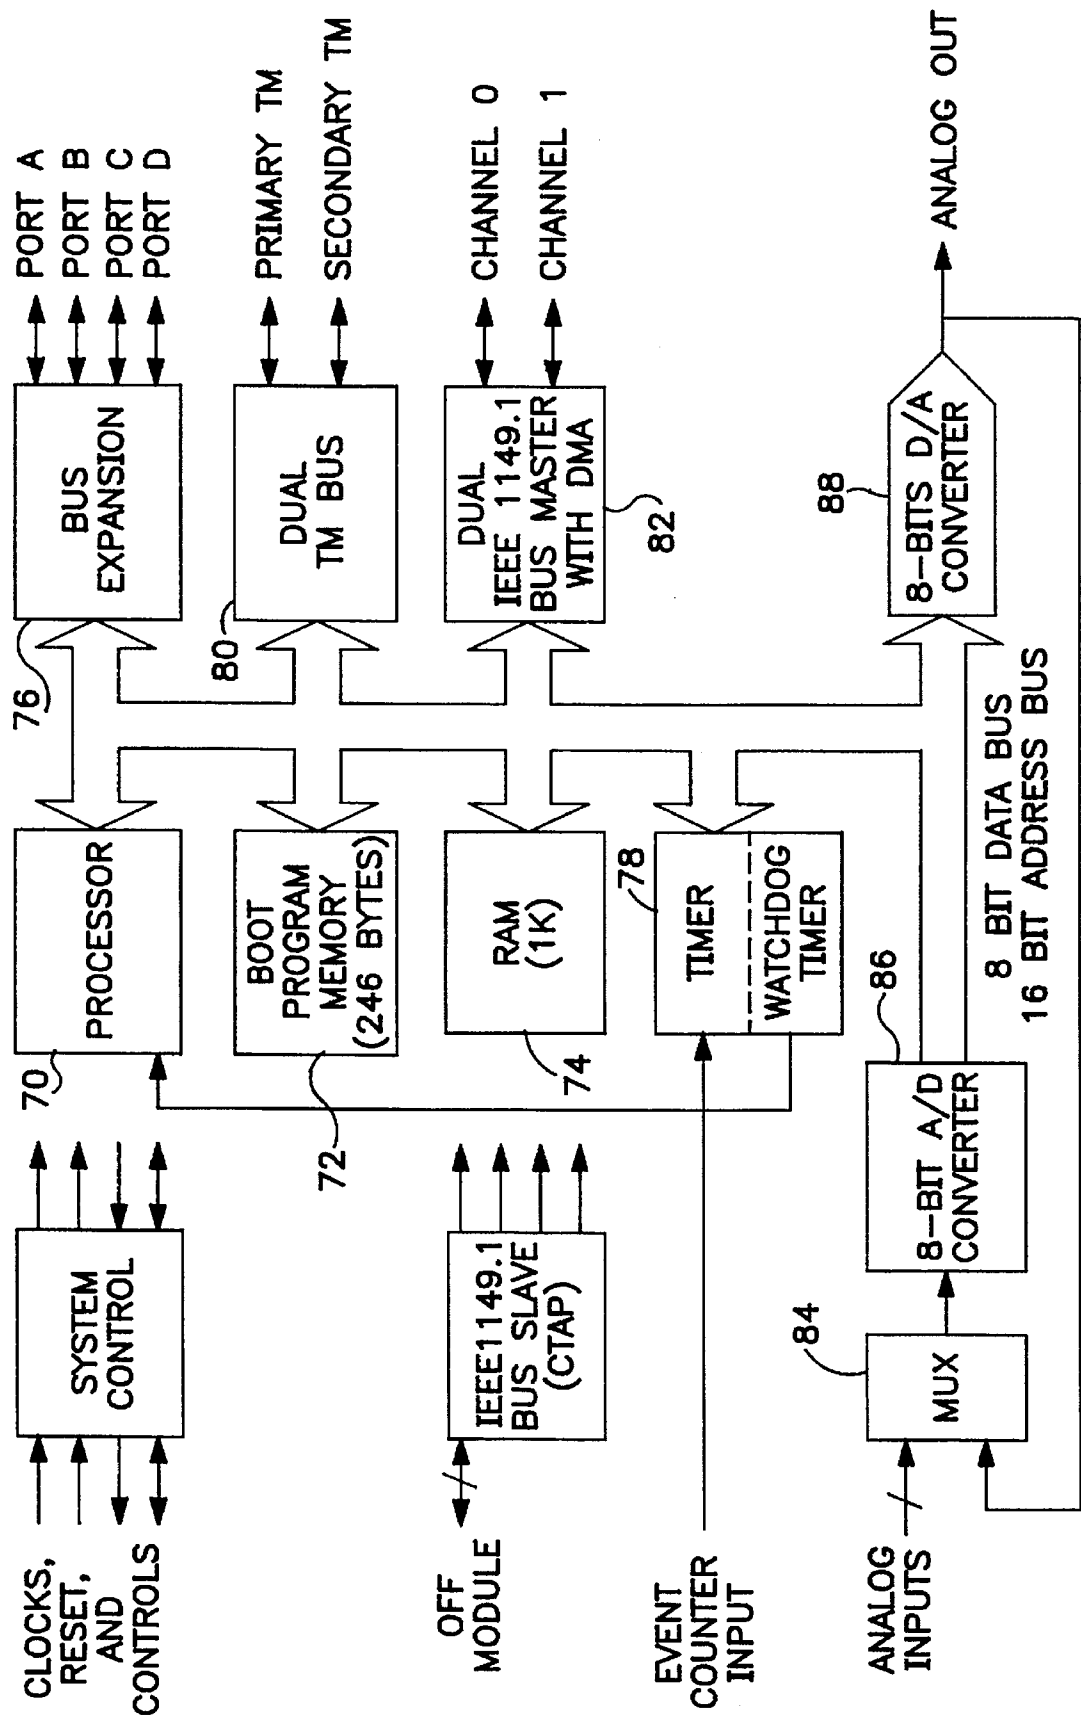 CLOCKS,
RESET,
AND
CONTROLS
SYSTEM
CONTROL
70
PROCESSOR
76
BUS
EXPANSION
PORT A
PORT B
PORT C
PORT D
72
BOOT
PROGRAM
MEMORY
(246 BYTES)
80
DUAL
TM BUS
PRIMARY TM
SECONDARY TM
OFF
MODULE
IEEE1149.1
BUS SLAVE
(CTAP)
74
RAM
(1K)
DUAL
IEEE 1149.1
BUS MASTER
WITH DMA
82
CHANNEL 0
CHANNEL 1
EVENT
COUNTER
INPUT
78
TIMER
WATCHDOG
TIMER
ANALOG
INPUTS
84
MUX
86
8-BIT A/D
CONVERTER
8 BIT DATA BUS
16 BIT ADDRESS BUS
88
8-BITS D/A
CONVERTER
ANALOG OUT